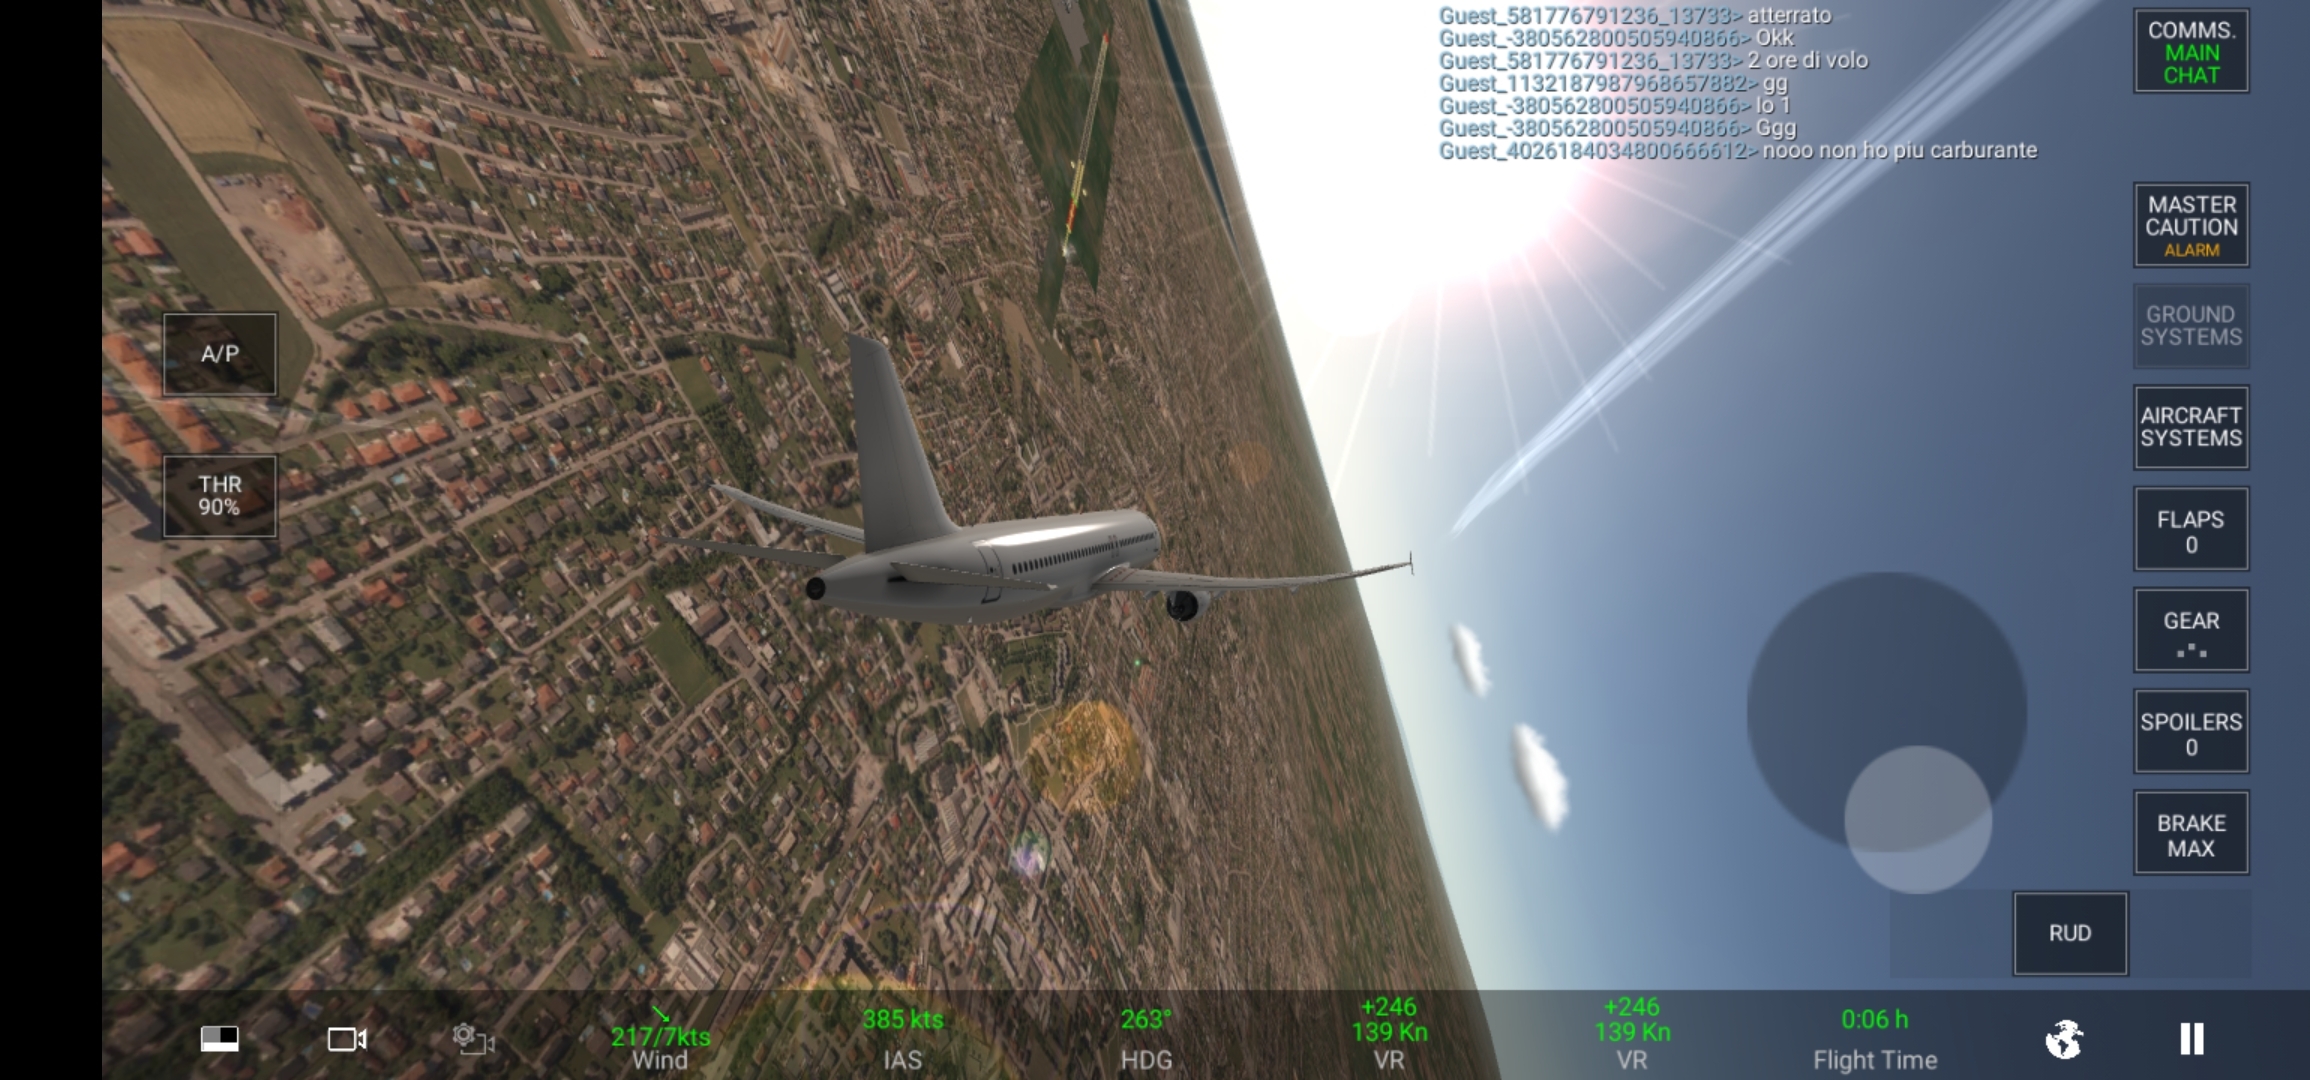 Guest_581776791236_13733> atterrato
Guest_-380562800505940866> Okk
Guest_581776791236_13733> 2 ore di volo
Guest_11321879879686578​82> gg
Guest_-380562800505940866> Io 1
Guest_-380562800505940866> Ggg
Guest_4026184034800666612> nooo non ho piu carburante
COMMS.
MAIN
CHAT
MASTER
CAUTION
ALARM
GROUND
SYSTEMS
A/P
AIRCRAFT
SYSTEMS
THR
90%
FLAPS
0
GEAR
SPOILERS
0
BRAKE
MAX
RUD
217/7kts
Wind
385 kts
IAS
263°
HDG
+246
139 Kn
VR
+246
139 Kn
VR
0:06 h
Flight Time